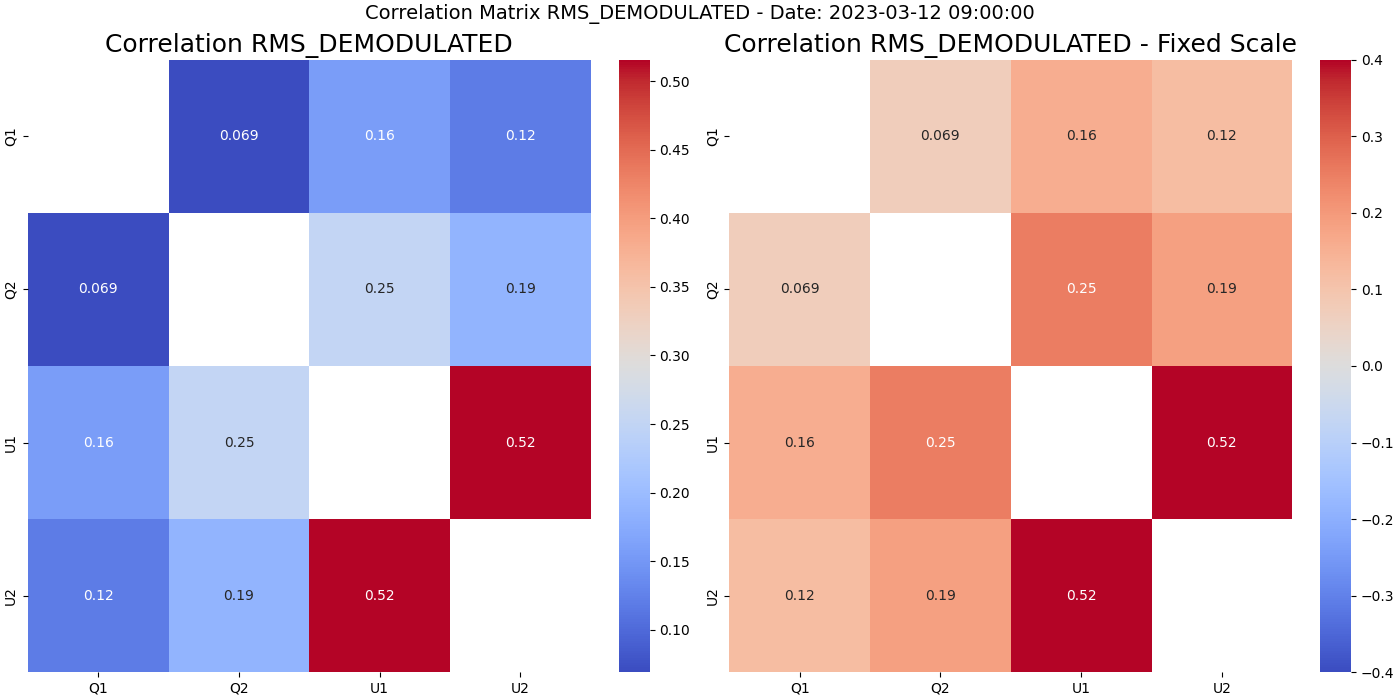 Correlation Matrix RMS_DEMODULATED - Date: 2023-03-12 09:00:00
Correlation RMS_DEMODULATED
Q1
0.069 0.16 0.12
Q2
0.069 0.25 0.19
U1
0.16 0.25 0.52
U2
0.12 0.19 0.52
Q1 Q2 U1 U2
0.50
0.45
0.40
0.35
0.30
0.25
0.20
0.15
0.10
Correlation RMS_DEMODULATED - Fixed Scale
Q1
0.069 0.16 0.12
Q2
0.069 0.25 0.19
U1
0.16 0.25 0.52
U2
0.12 0.19 0.52
Q1 Q2 U1 U2
0.4
0.3
0.2
0.1
0.0
−0.1
−0.2
−0.3
−0.4